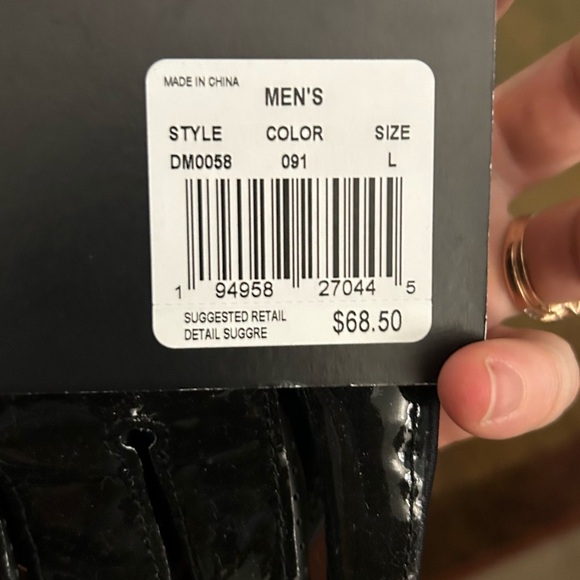 MADE IN CHINA
MEN'S
STYLE COLOR SIZE
DM0058 091 L
1 94958 27044 5
SUGGESTED RETAIL
DETAIL SUGGRE $68.50